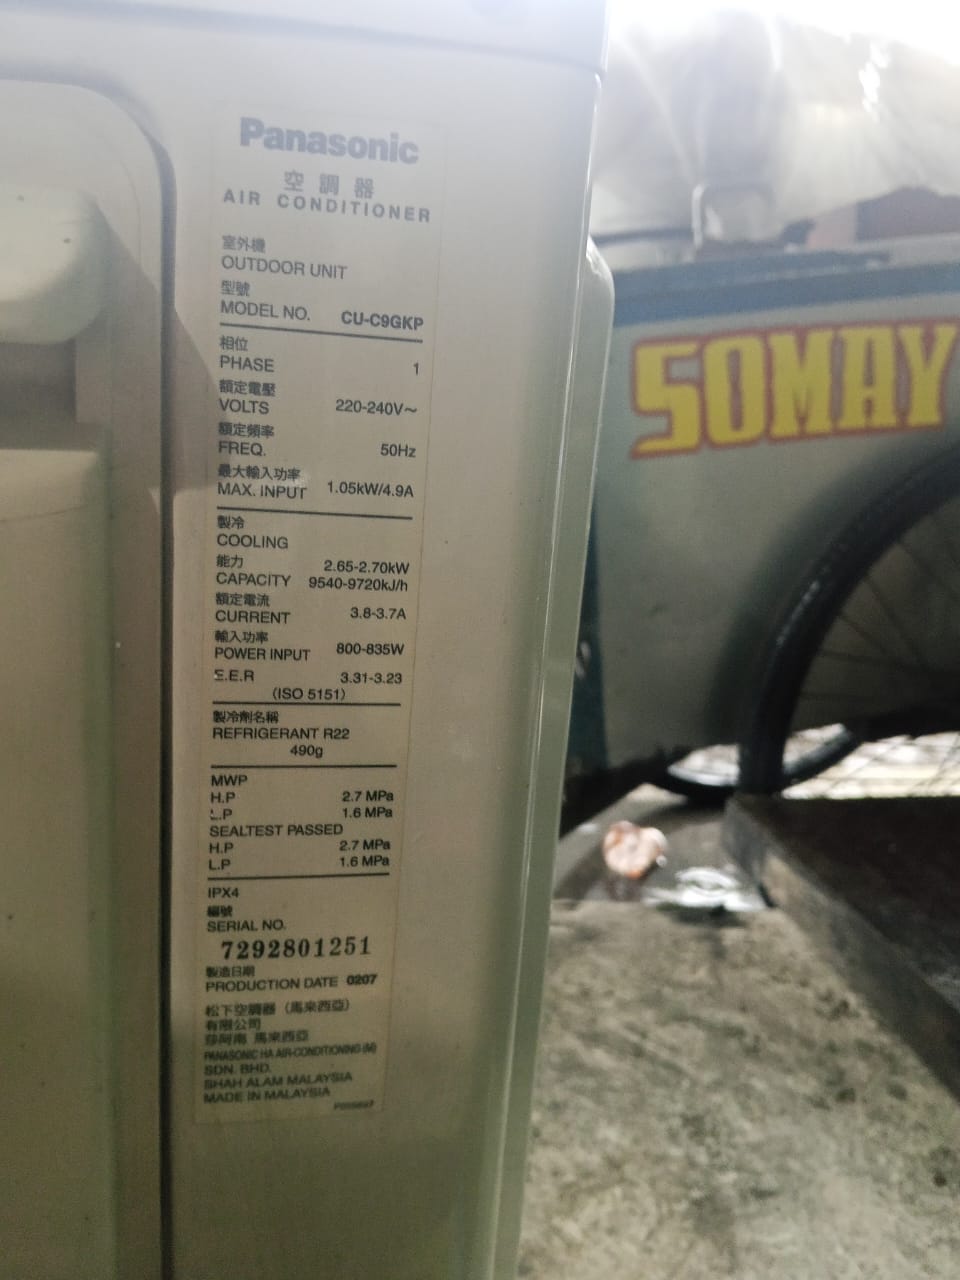 Panasonic
空調器
AIR CONDITIONER
室外機
OUTDOOR UNIT
型號
MODEL NO. CU-C9GKP
相位
PHASE 1
額定電壓
VOLTS 220-240V～
額定頻率
FREQ. 50Hz
最大輸入功率
MAX. INPUT 1.05kW/4.9A
製冷
COOLING
能力 2.65-2.70kW
CAPACITY 9540-9720kJ/h
額定電流
CURRENT 3.8-3.7A
輸入功率
POWER INPUT 800-835W
E.E.R 3.31-3.23
(ISO 5151)
製冷劑名稱
REFRIGERANT R22
490g
MWP
H.P 2.7 MPa
L.P 1.6 MPa
SEALTEST PASSED
H.P 2.7 MPa
L.P 1.6 MPa
IPX4
編號
SERIAL NO.
7292801251
製造日期
PRODUCTION DATE 0207
松下空調器（馬來西亞）
有限公司
莎阿南 馬來西亞
PANASONIC HA AIR-CONDITIONING (M)
SDN. BHD.
SHAH ALAM MALAYSIA
MADE IN MALAYSIA
SOMAY